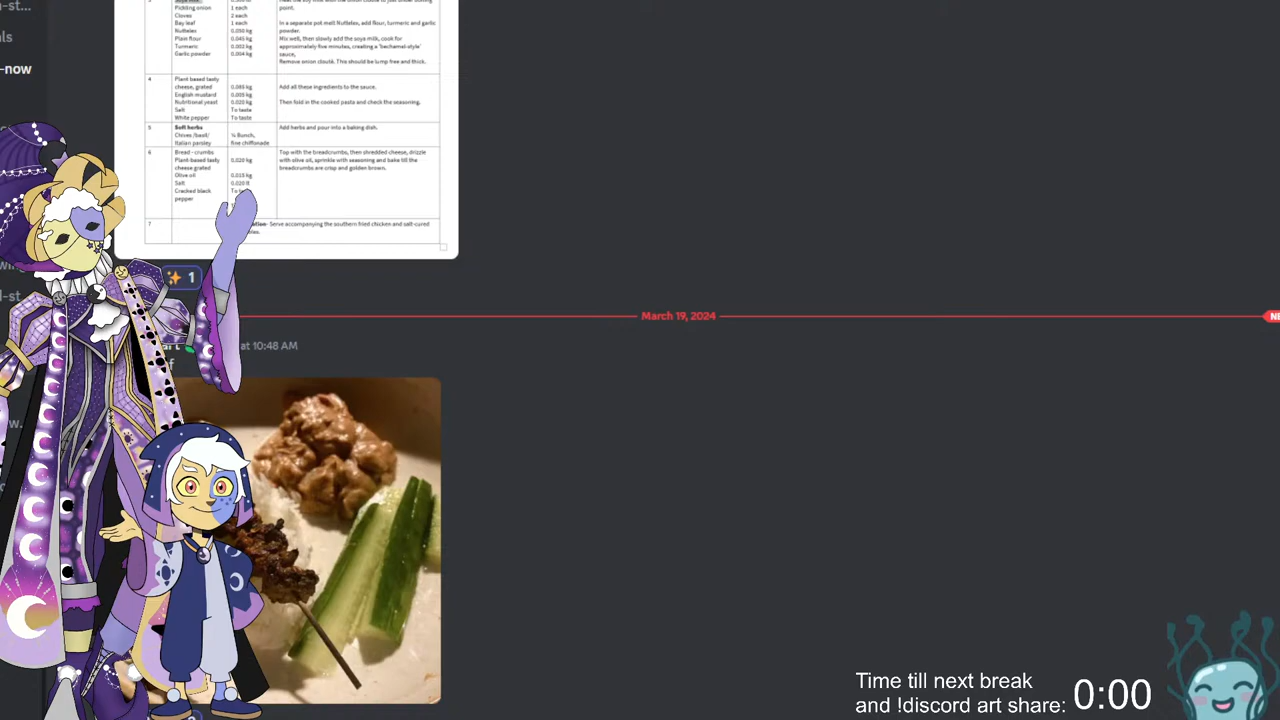 Pickling onion 1 each
Cloves 2 each
Bay leaf 1 each
Nuttelex 0.050 kg In a separate pot melt Nuttelex, add flour, turmeric and garlic
powder.
Plain flour 0.045 kg Mix well, then slowly add the soya milk, cook for
Turmeric 0.002 kg approximately five minutes, creating a 'bechamel-style'
Garlic powder 0.004 kg sauce,
Remove onion clouté. This should be lump free and thick.
4 Plant based tasty
cheese, grated 0.085 kg Add all these ingredients to the sauce.
English mustard 0.005 kg
Nutritional yeast 0.020 kg Then fold in the cooked pasta and check the seasoning.
Salt To taste
White pepper To taste
5 Soft herbs Add herbs and pour into a baking dish.
Chives /basil/ ¼ Bunch,
Italian parsley fine chiffonade
6 Bread - crumbs Top with the breadcrumbs, then shredded cheese, drizzle
Plant-based tasty 0.020 kg with olive oil, sprinkle with seasoning and bake till the
cheese grated breadcrumbs are crisp and golden brown.
Olive oil 0.015 kg
Salt 0.020 lt
Cracked black
pepper
7 Serve accompanying the southern fried chicken and salt-cured
1
March 19, 2024
at 10:48 AM
Time till next break
and !discord art share: 0:00